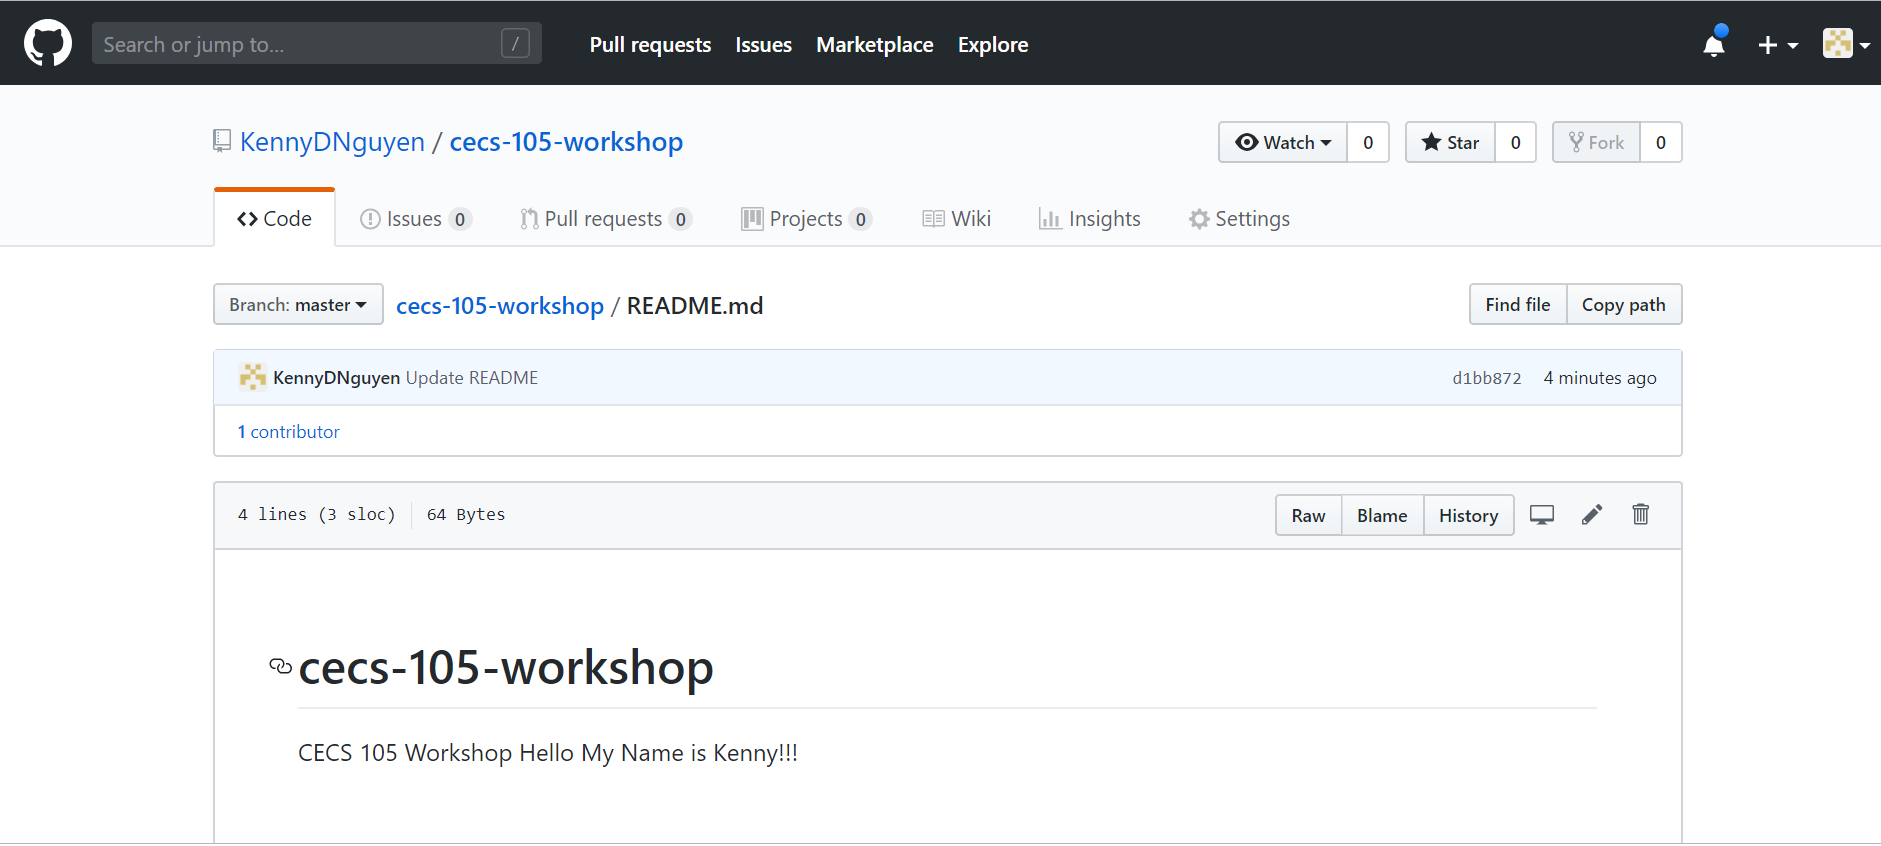 Search or jump to... /
Pull requests Issues Marketplace Explore
KennyDNguyen / cecs-105-workshop
Watch 0 Star 0 Fork 0
Code Issues 0 Pull requests 0 Projects 0 Wiki Insights Settings
Branch: master cecs-105-workshop / README.md Find file Copy path
KennyDNguyen Update README d1bb872 4 minutes ago
1 contributor
4 lines (3 sloc) 64 Bytes Raw Blame History
cecs-105-workshop
CECS 105 Workshop Hello My Name is Kenny!!!